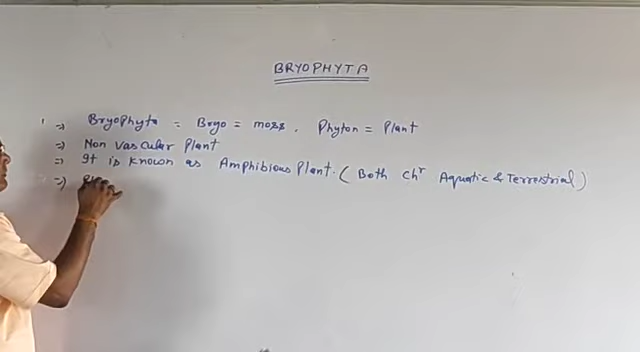 BRYOPHYTA
=> Bryophyta = Bryo = moss, Phyton = Plant
=> Non vascular Plant
=> It is known as Amphibious Plant. (Both Chr Aquatic & Terrestrial)
=>